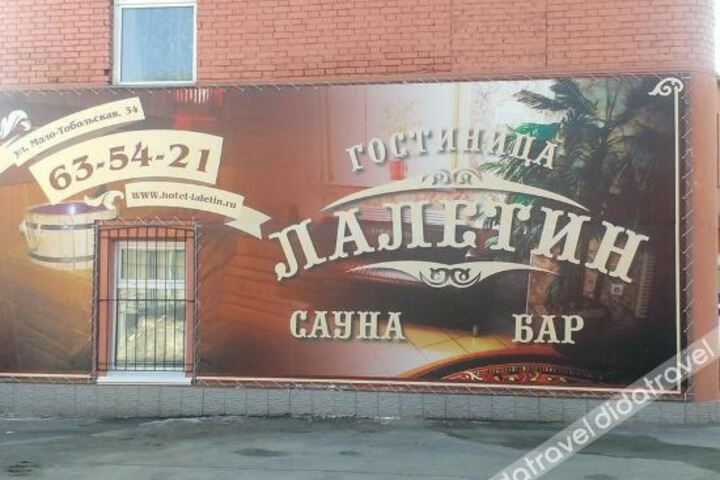 ул. Мало-Тобольская, 34
63-54-21
www.hotel-laletin.ru
ГОСТИНИЦА
ЛАЛЕТИН
САУНА БАР
didatravel didatravel